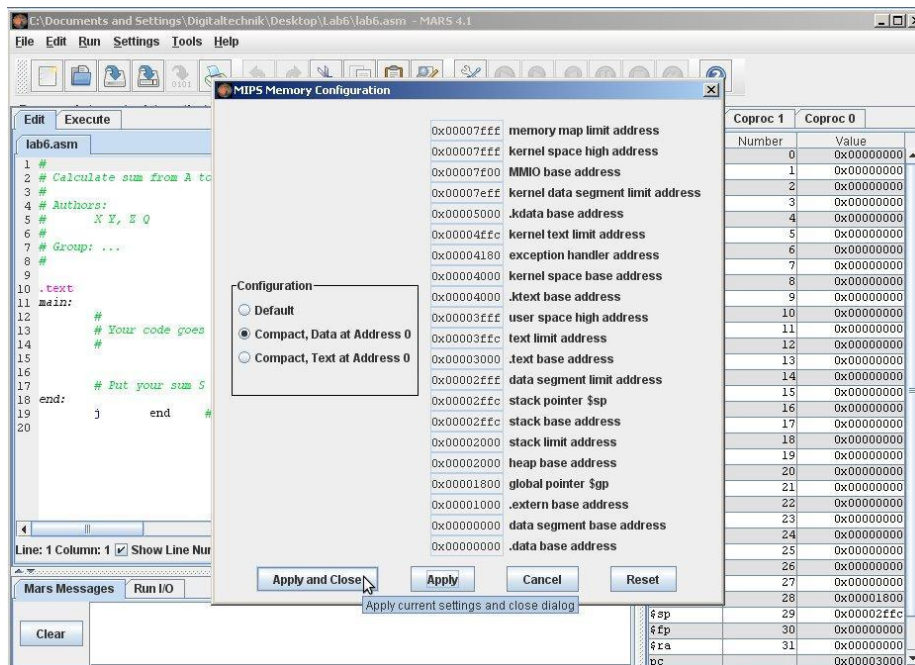 C:\Documents and Settings\Digitaltechnik\Desktop\Lab6\lab6.asm - MARS 4.1
File Edit Run Settings Tools Help
Edit Execute
lab6.asm
1 #
2 # Calculate sum from A to
3 #
4 # Authors:
5 # X Y, Z Q
6 #
7 # Group: ...
8 #
9
10 .text
11 main:
12 #
13 # Your code goes
14 #
15
16
17 # Put your sum S
18 end:
19 j end #
20
Line: 1 Column: 1 Show Line Nur
Mars Messages Run I/O
Clear
MIPS Memory Configuration
Configuration
Default
Compact, Data at Address 0
Compact, Text at Address 0
0x00007fff memory map limit address
0x00007fff kernel space high address
0x00007f00 MMIO base address
0x00007eff kernel data segment limit address
0x00005000 .kdata base address
0x00004ffc kernel text limit address
0x00004180 exception handler address
0x00004000 kernel space base address
0x00004000 .ktext base address
0x00003fff user space high address
0x00003ffc text limit address
0x00003000 .text base address
0x00002fff data segment limit address
0x00002ffc stack pointer $sp
0x00002ffc stack base address
0x00002000 stack limit address
0x00002000 heap base address
0x00001800 global pointer $gp
0x00001000 .extern base address
0x00000000 data segment base address
0x00000000 .data base address
Apply and Close Apply Cancel Reset
Apply current settings and close dialog
Coproc 1 Coproc 0
Number Value
0 0x00000000
1 0x00000000
2 0x00000000
3 0x00000000
4 0x00000000
5 0x00000000
6 0x00000000
7 0x00000000
8 0x00000000
9 0x00000000
10 0x00000000
11 0x00000000
12 0x00000000
13 0x00000000
14 0x00000000
15 0x00000000
16 0x00000000
17 0x00000000
18 0x00000000
19 0x00000000
20 0x00000000
21 0x00000000
22 0x00000000
23 0x00000000
24 0x00000000
25 0x00000000
26 0x00000000
27 0x00000000
28 0x00001800
$sp 29 0x00002ffc
$fp 30 0x00000000
$ra 31 0x00000000
pc 0x00003000